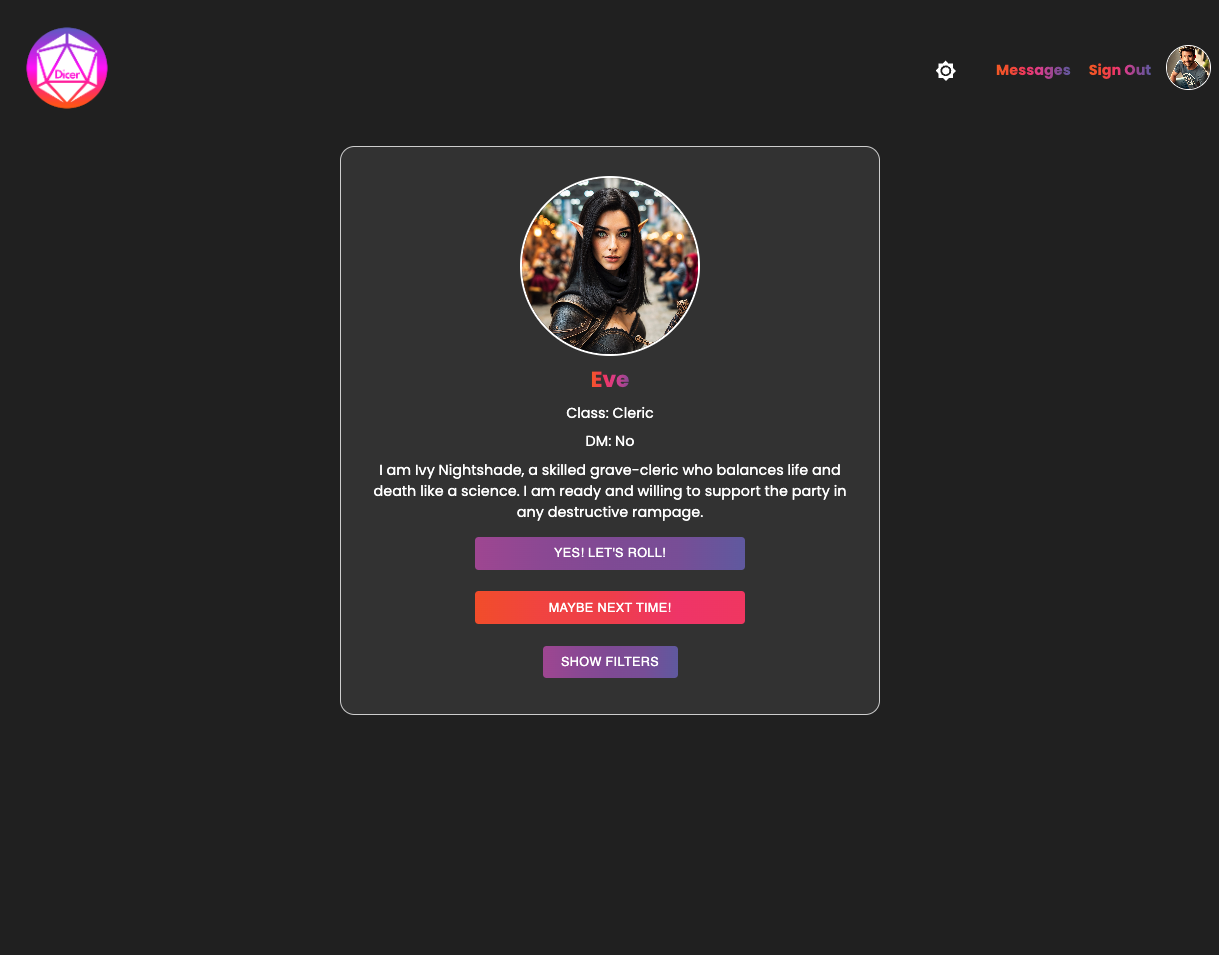 Dicer
Messages
Sign Out
Eve
Class: Cleric
DM: No
I am Ivy Nightshade, a skilled grave-cleric who balances life and
death like a science. I am ready and willing to support the party in
any destructive rampage.
YES! LET'S ROLL!
MAYBE NEXT TIME!
SHOW FILTERS